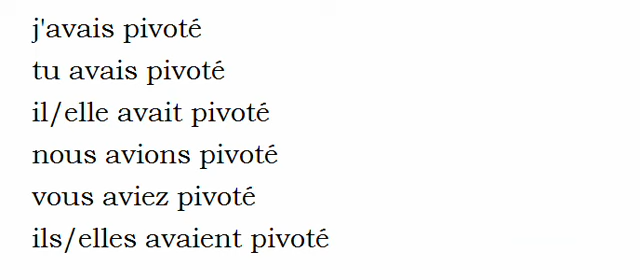 j'avais pivoté
tu avais pivoté
il/elle avait pivoté
nous avions pivoté
vous aviez pivoté
ils/elles avaient pivoté